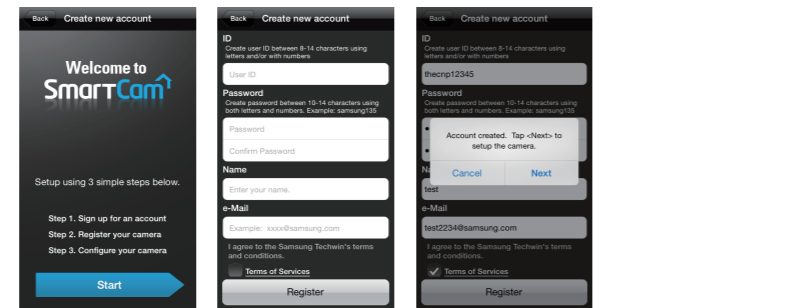 Back Create new account
Welcome to
SmartCam
Setup using 3 simple steps below.
Step 1. Sign up for an account
Step 2. Register your camera
Step 3. Configure your camera
Start
Back Create new account
ID
Create user ID between 8-14 characters using
letters and/or with numbers
User ID
Password
Create password between 10-14 characters using
both letters and numbers. Example: samsung135
Password
Confirm Password
Name
Enter your name.
e-Mail
Example: xxxx@samsung.com
I agree to the Samsung Techwin's terms
and conditions.
Terms of Services
Register
Back Create new account
ID
Create user ID between 8-14 characters using
letters and/or with numbers
thecnp12345
Password
Create password between 10-14 characters using
both letters and numbers. Example: samsung135
Account created. Tap <Next> to
setup the camera.
Cancel Next
Na
test
e-Mail
test2234@samsung.com
I agree to the Samsung Techwin's terms
and conditions.
Terms of Services
Register